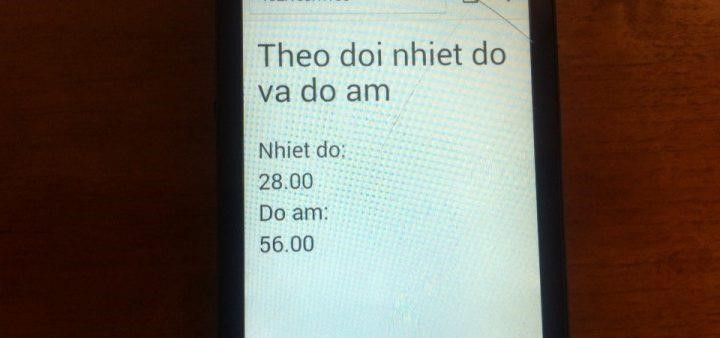 Theo doi nhiet do
va do am
Nhiet do:
28.00
Do am:
56.00